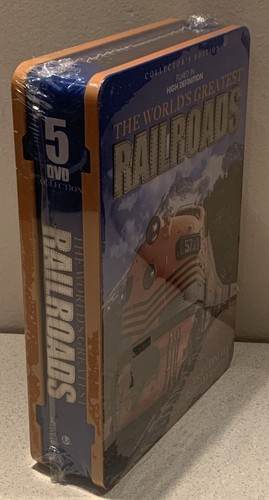 COLLECTOR'S EDITION
FILMED IN
HIGH DEFINITION
THE WORLD'S GREATEST
RAILROADS
5
DVD
COLLECTION
THE WORLD'S GREATEST
RAILROADS